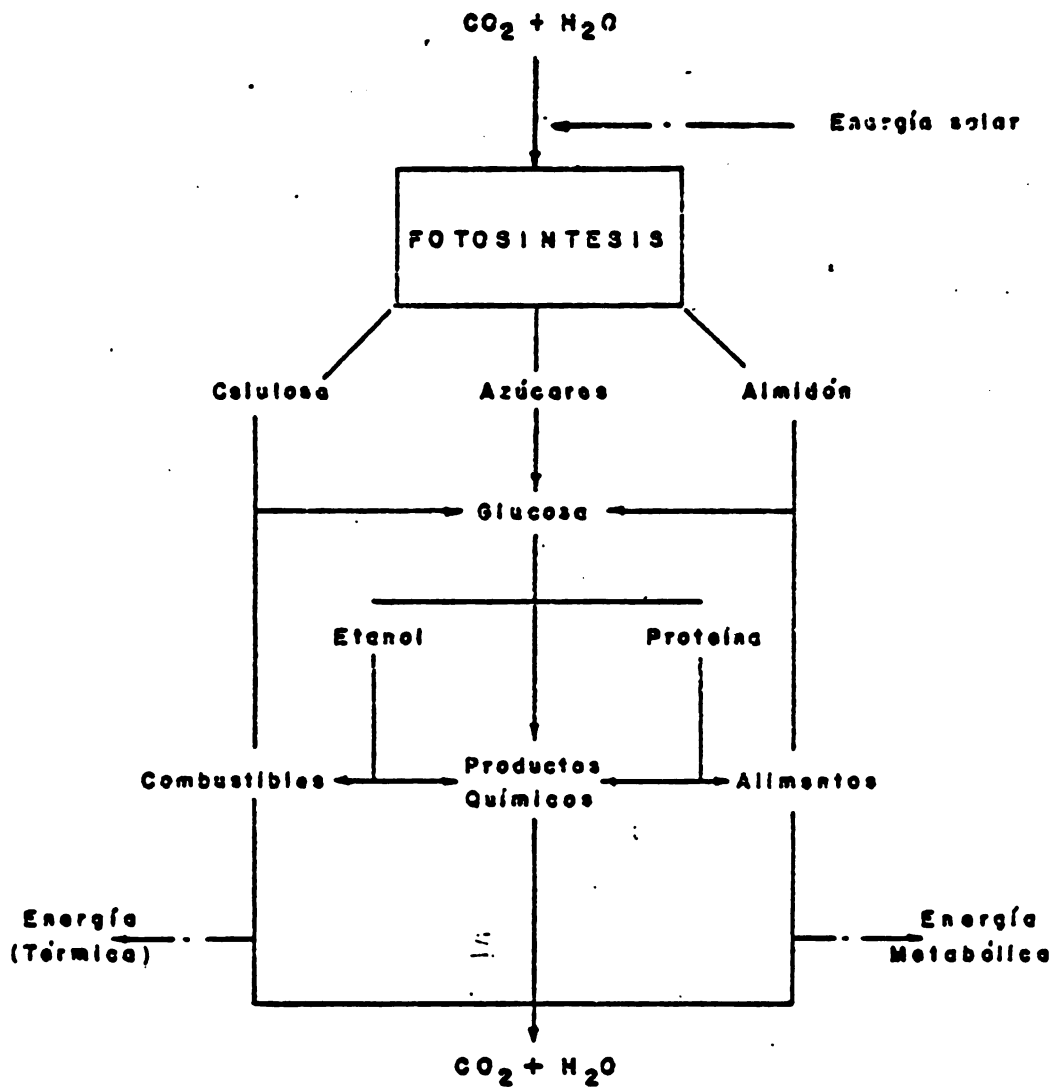 CO2 + H2O
Energía solar
FOTOSINTESIS
Celulosa
Azúcares
Almidón
Glucosa
Etanol
Proteína
Combustibles
Productos
Químicos
Alimentos
Energía
(Térmica)
Energía
Metabólica
CO2 + H2O